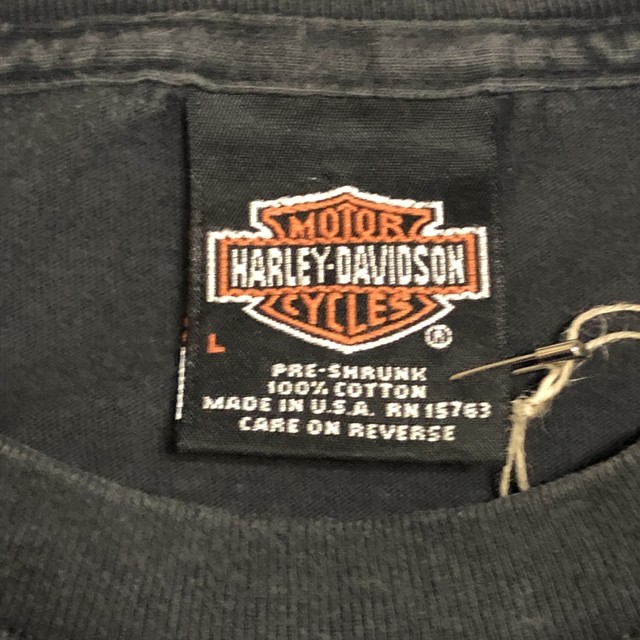 MOTOR
HARLEY-DAVIDSON
CYCLES
®
L
PRE-SHRUNK
100% COTTON
MADE IN U.S.A. RN 15763
CARE ON REVERSE